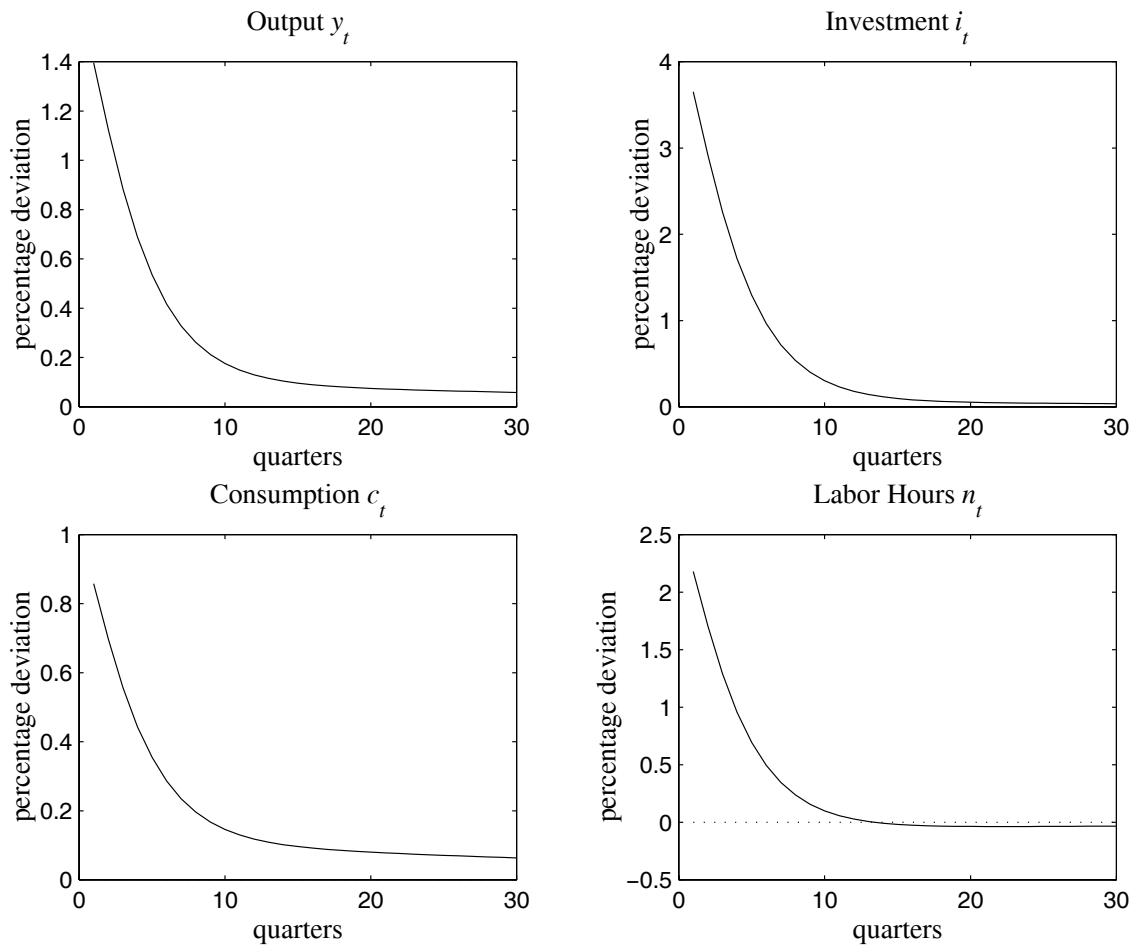 Output y_t
1.4
1.2
1
0.8
0.6
0.4
0.2
0
percentage deviation
0 10 20 30
quarters
Investment i_t
4
3
2
1
0
percentage deviation
0 10 20 30
quarters
Consumption c_t
1
0.8
0.6
0.4
0.2
0
percentage deviation
0 10 20 30
quarters
Labor Hours n_t
2.5
2
1.5
1
0.5
0
−0.5
percentage deviation
0 10 20 30
quarters